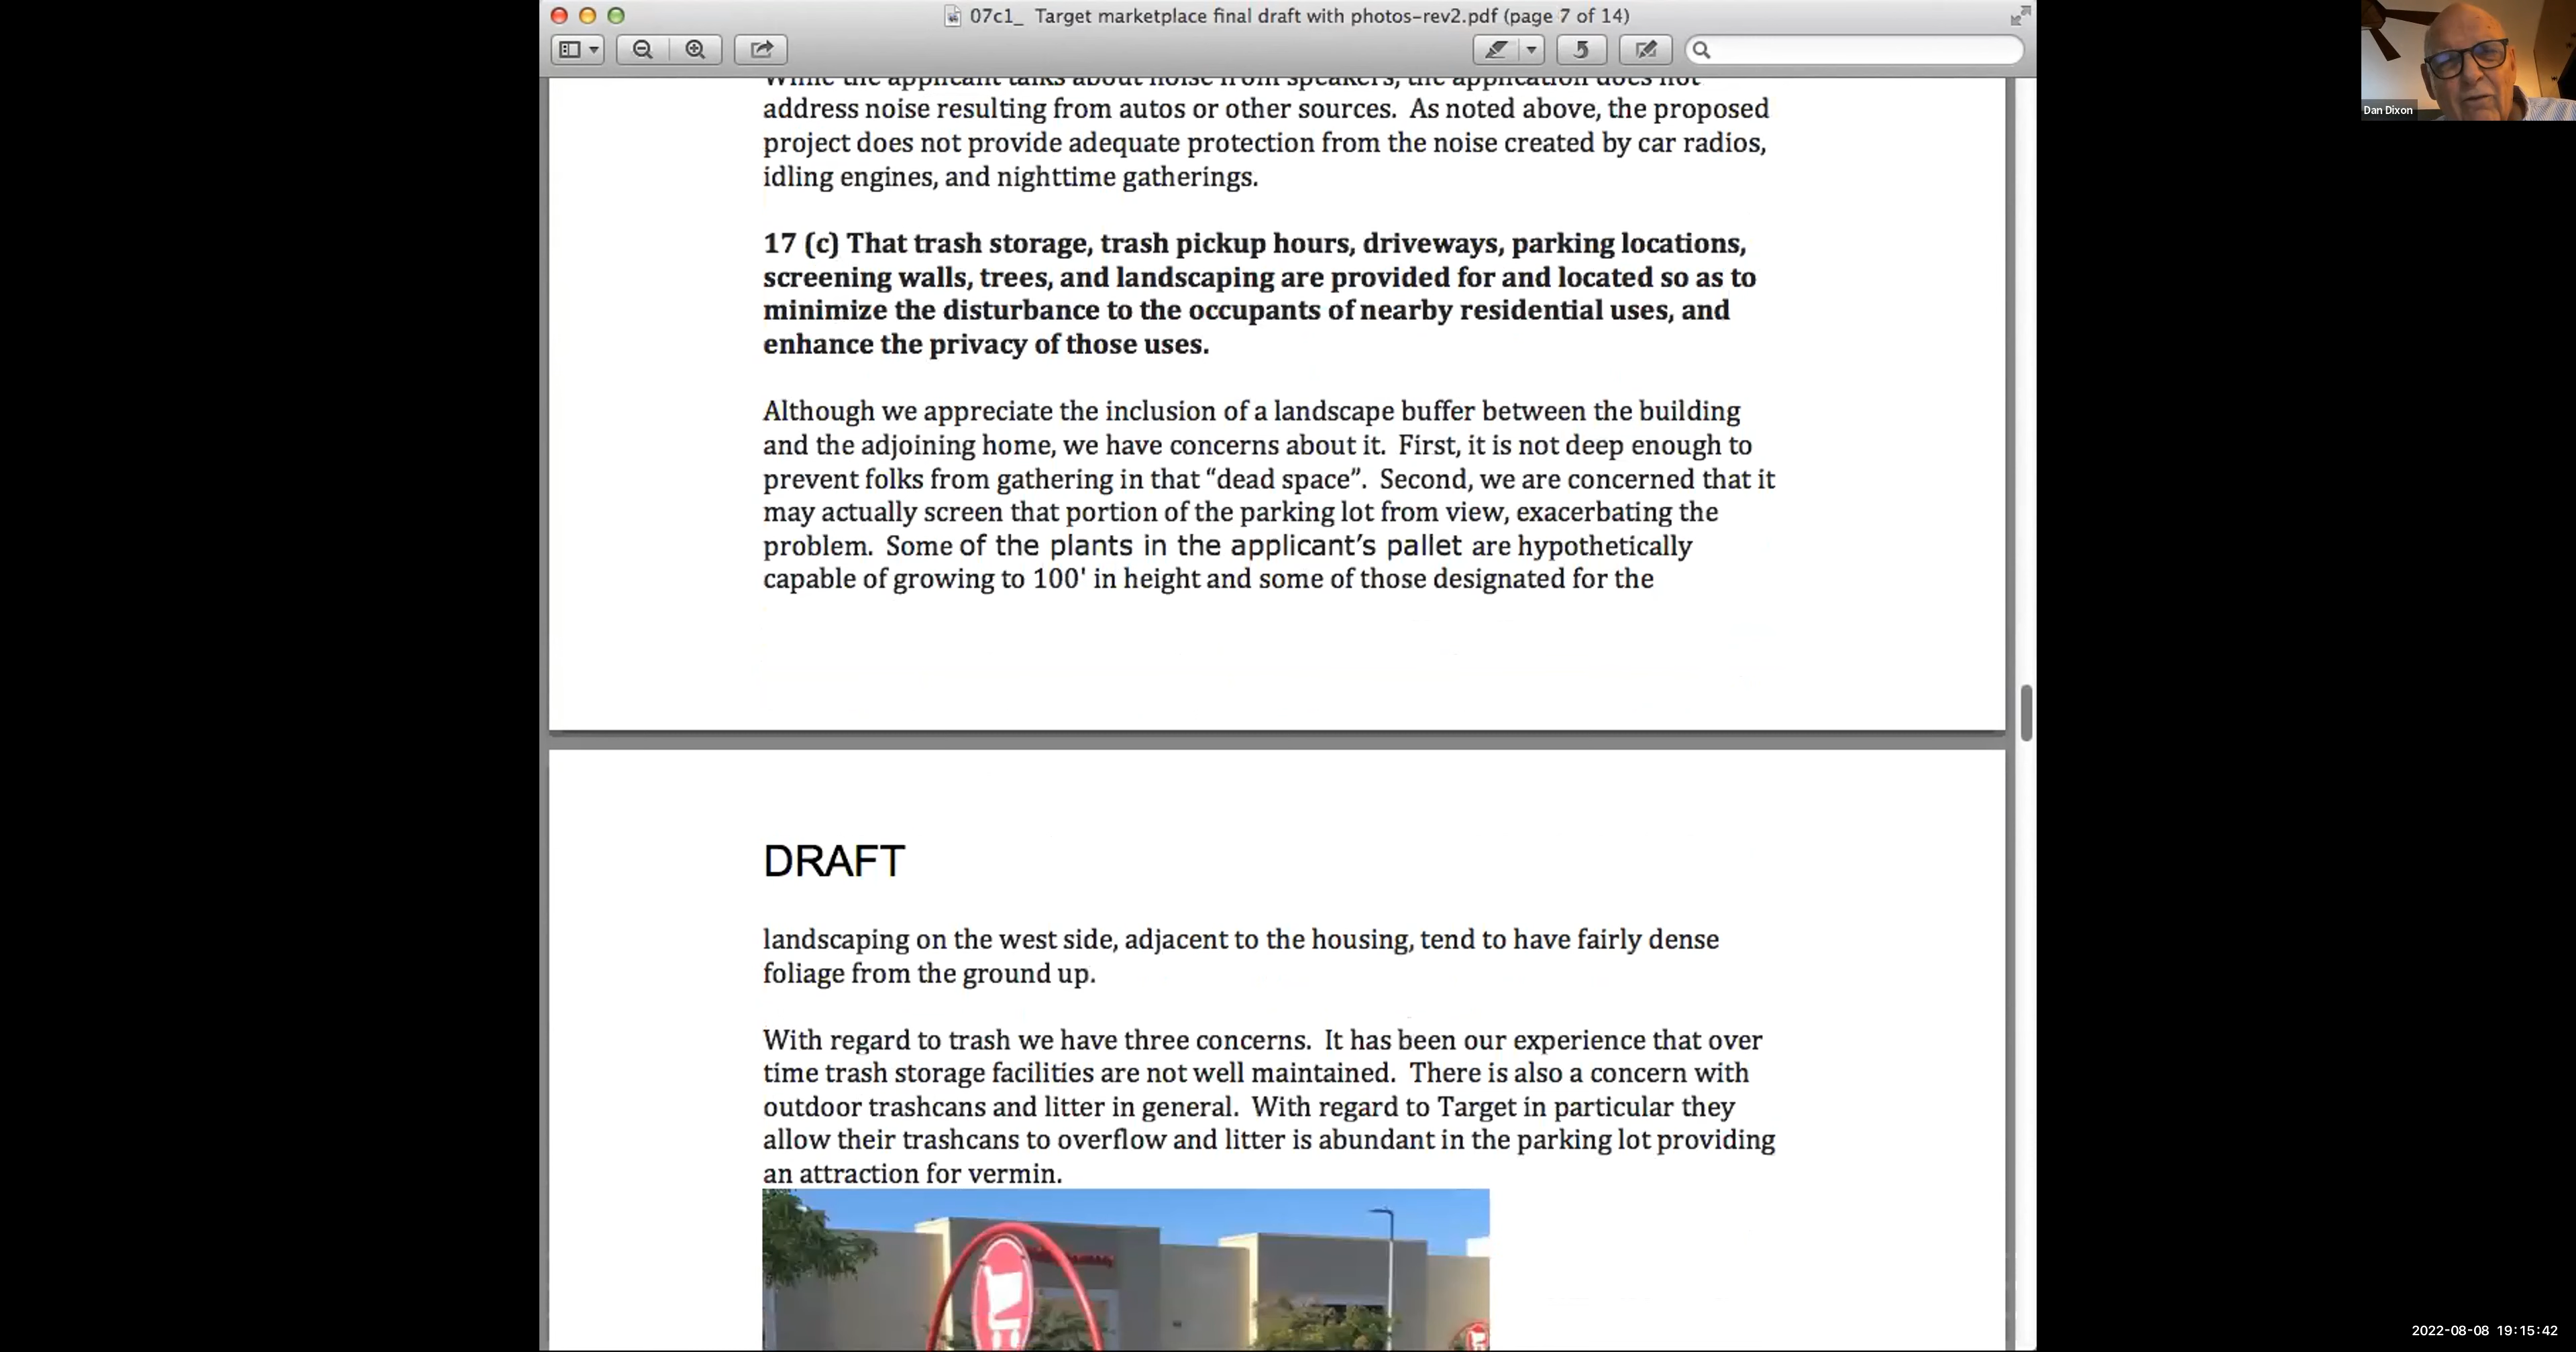 07c1_ Target marketplace final draft with photos-rev2.pdf (page 7 of 14)
Dan Dixon
While the applicant talks about noise from speakers, the application does not
address noise resulting from autos or other sources. As noted above, the proposed
project does not provide adequate protection from the noise created by car radios,
idling engines, and nighttime gatherings.
17 (c) That trash storage, trash pickup hours, driveways, parking locations,
screening walls, trees, and landscaping are provided for and located so as to
minimize the disturbance to the occupants of nearby residential uses, and
enhance the privacy of those uses.
Although we appreciate the inclusion of a landscape buffer between the building
and the adjoining home, we have concerns about it. First, it is not deep enough to
prevent folks from gathering in that “dead space”. Second, we are concerned that it
may actually screen that portion of the parking lot from view, exacerbating the
problem. Some of the plants in the applicant’s pallet are hypothetically
capable of growing to 100' in height and some of those designated for the
DRAFT
landscaping on the west side, adjacent to the housing, tend to have fairly dense
foliage from the ground up.
With regard to trash we have three concerns. It has been our experience that over
time trash storage facilities are not well maintained. There is also a concern with
outdoor trashcans and litter in general. With regard to Target in particular they
allow their trashcans to overflow and litter is abundant in the parking lot providing
an attraction for vermin.
2022-08-08 19:15:42